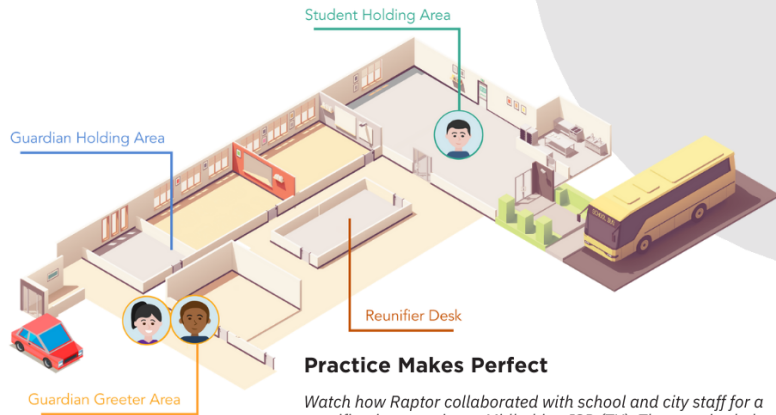 Student Holding Area
Guardian Holding Area
Reunifier Desk
Guardian Greeter Area
Practice Makes Perfect
Watch how Raptor collaborated with school and city staff for a